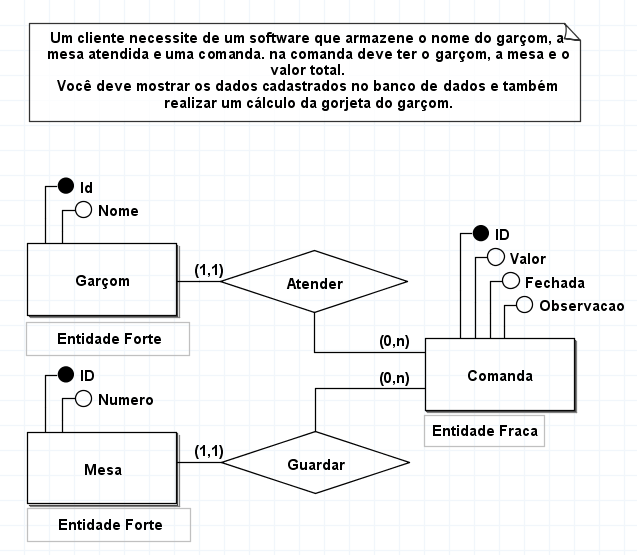 Um cliente necessite de um software que armazene o nome do garçom, a
mesa atendida e uma comanda. na comanda deve ter o garçom, a mesa e o
valor total.
Você deve mostrar os dados cadastrados no banco de dados e também
realizar um cálculo da gorjeta do garçom.
Id
Nome
Garçom
(1,1)
Atender
Entidade Forte
ID
Valor
Fechada
Observacao
(0,n)
Comanda
(0,n)
Entidade Fraca
ID
Numero
Mesa
(1,1)
Guardar
Entidade Forte